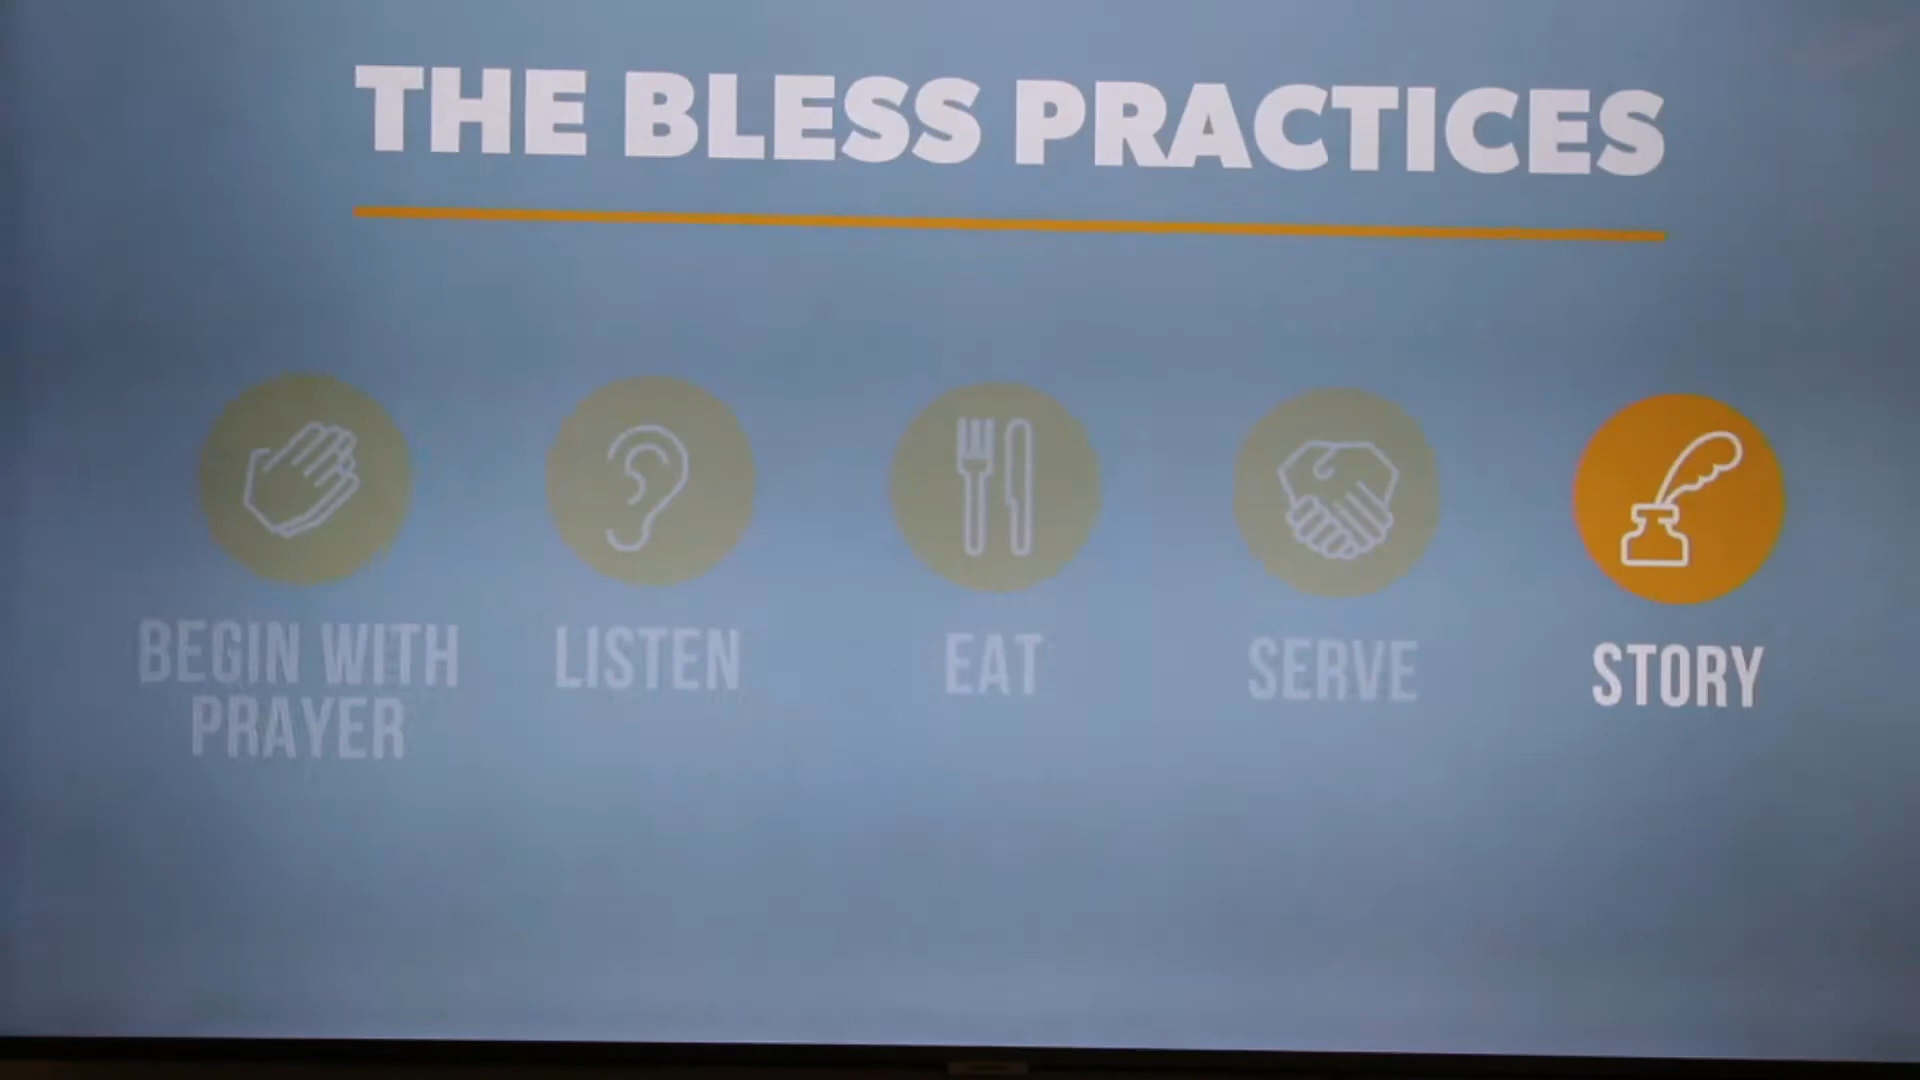 THE BLESS PRACTICES
BEGIN WITH
PRAYER
LISTEN
EAT
SERVE
STORY